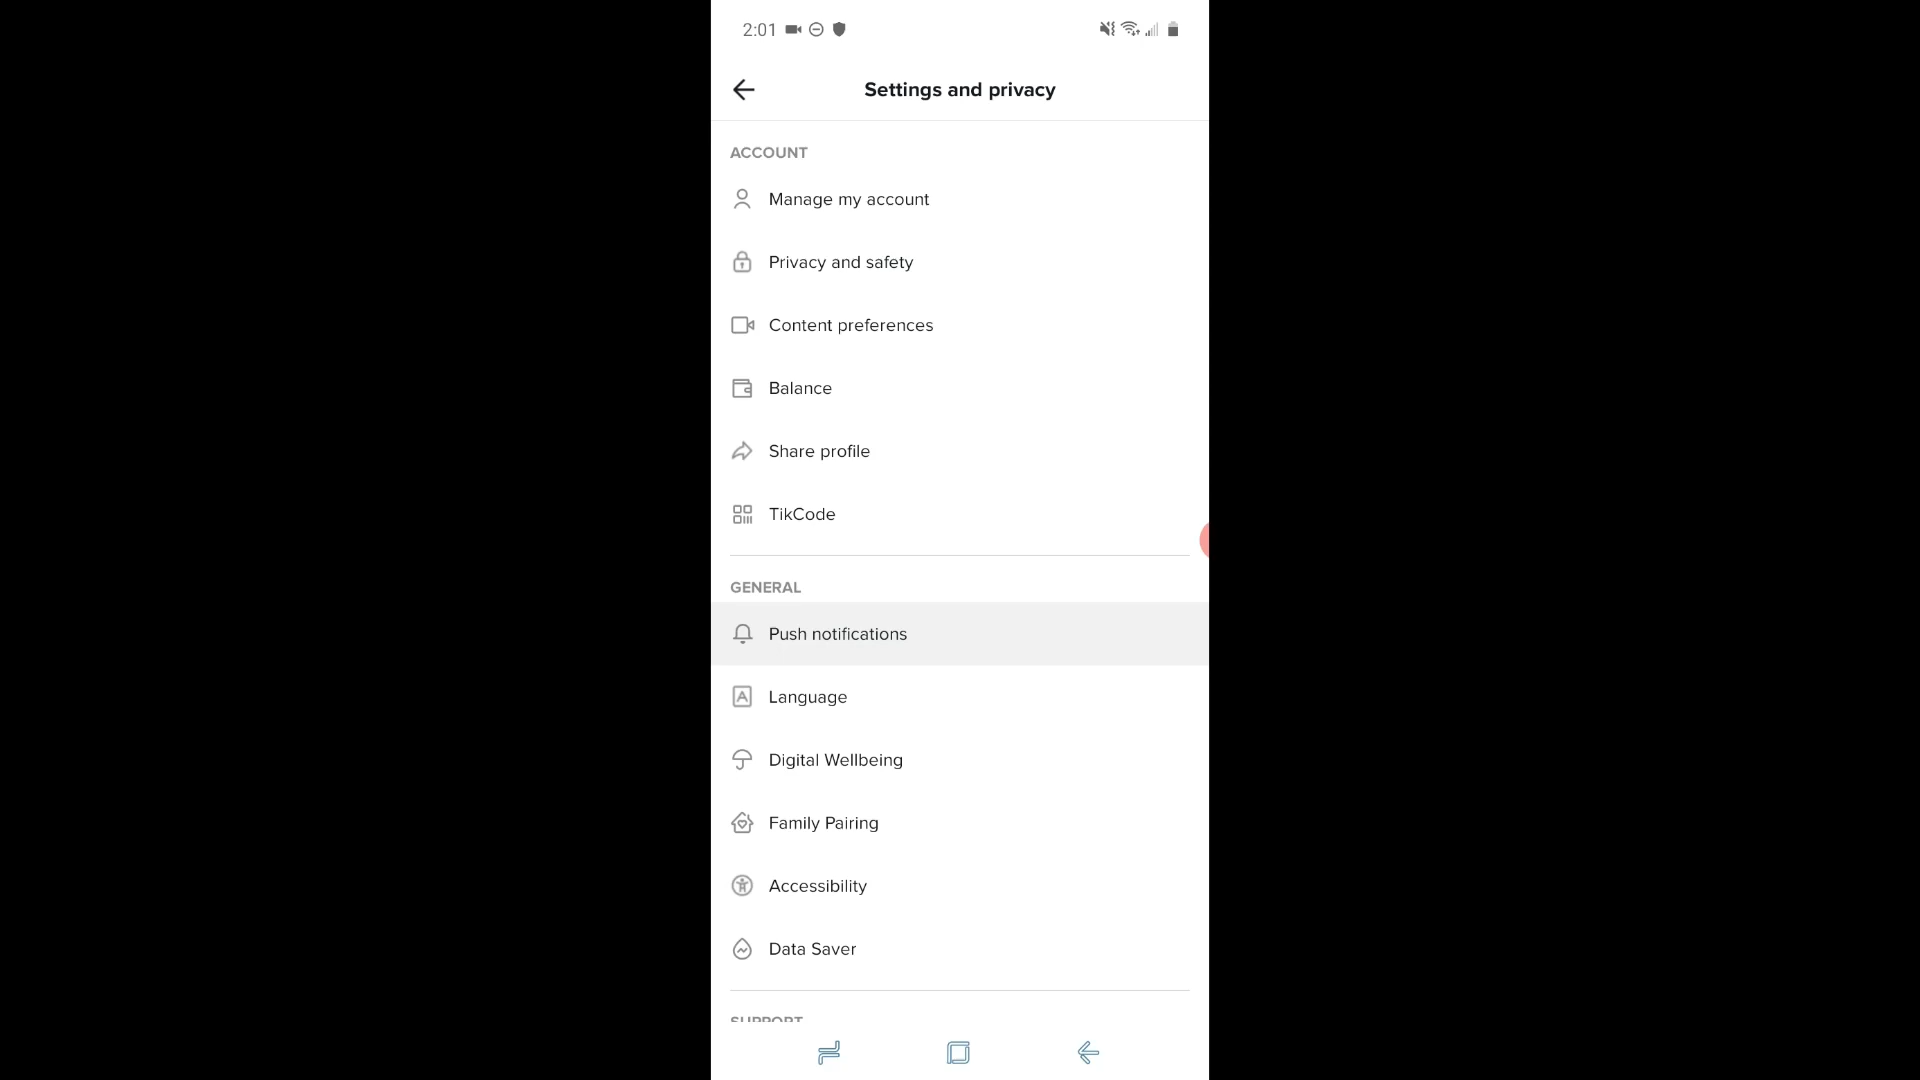 2:01
Settings and privacy
ACCOUNT
Manage my account
Privacy and safety
Content preferences
Balance
Share profile
TikCode
GENERAL
Push notifications
Language
Digital Wellbeing
Family Pairing
Accessibility
Data Saver
SUPPORT